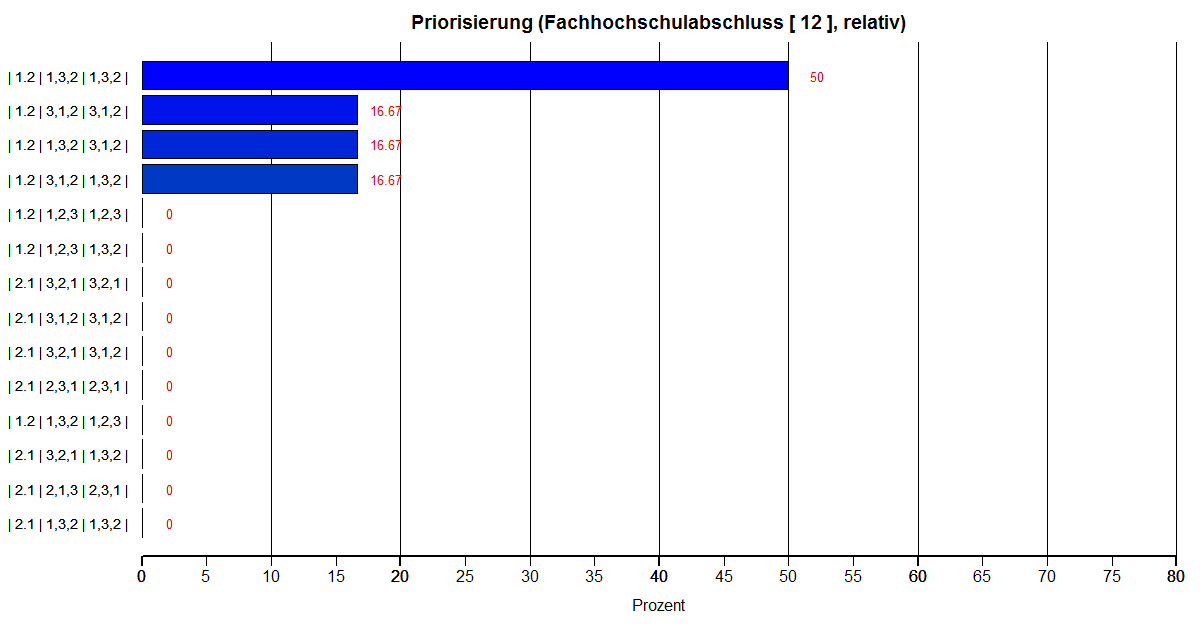 Priorisierung (Fachhochschulabschluss [ 12 ], relativ)
| 1.2 | 1,3,2 | 1,3,2 | 50
| 1.2 | 3,1,2 | 3,1,2 | 16.67
| 1.2 | 1,3,2 | 3,1,2 | 16.67
| 1.2 | 3,1,2 | 1,3,2 | 16.67
| 1.2 | 1,2,3 | 1,2,3 | 0
| 1.2 | 1,2,3 | 1,3,2 | 0
| 2.1 | 3,2,1 | 3,2,1 | 0
| 2.1 | 3,1,2 | 3,1,2 | 0
| 2.1 | 3,2,1 | 3,1,2 | 0
| 2.1 | 2,3,1 | 2,3,1 | 0
| 1.2 | 1,3,2 | 1,2,3 | 0
| 2.1 | 3,2,1 | 1,3,2 | 0
| 2.1 | 2,1,3 | 2,3,1 | 0
| 2.1 | 1,3,2 | 1,3,2 | 0
0 5 10 15 20 25 30 35 40 45 50 55 60 65 70 75 80
Prozent